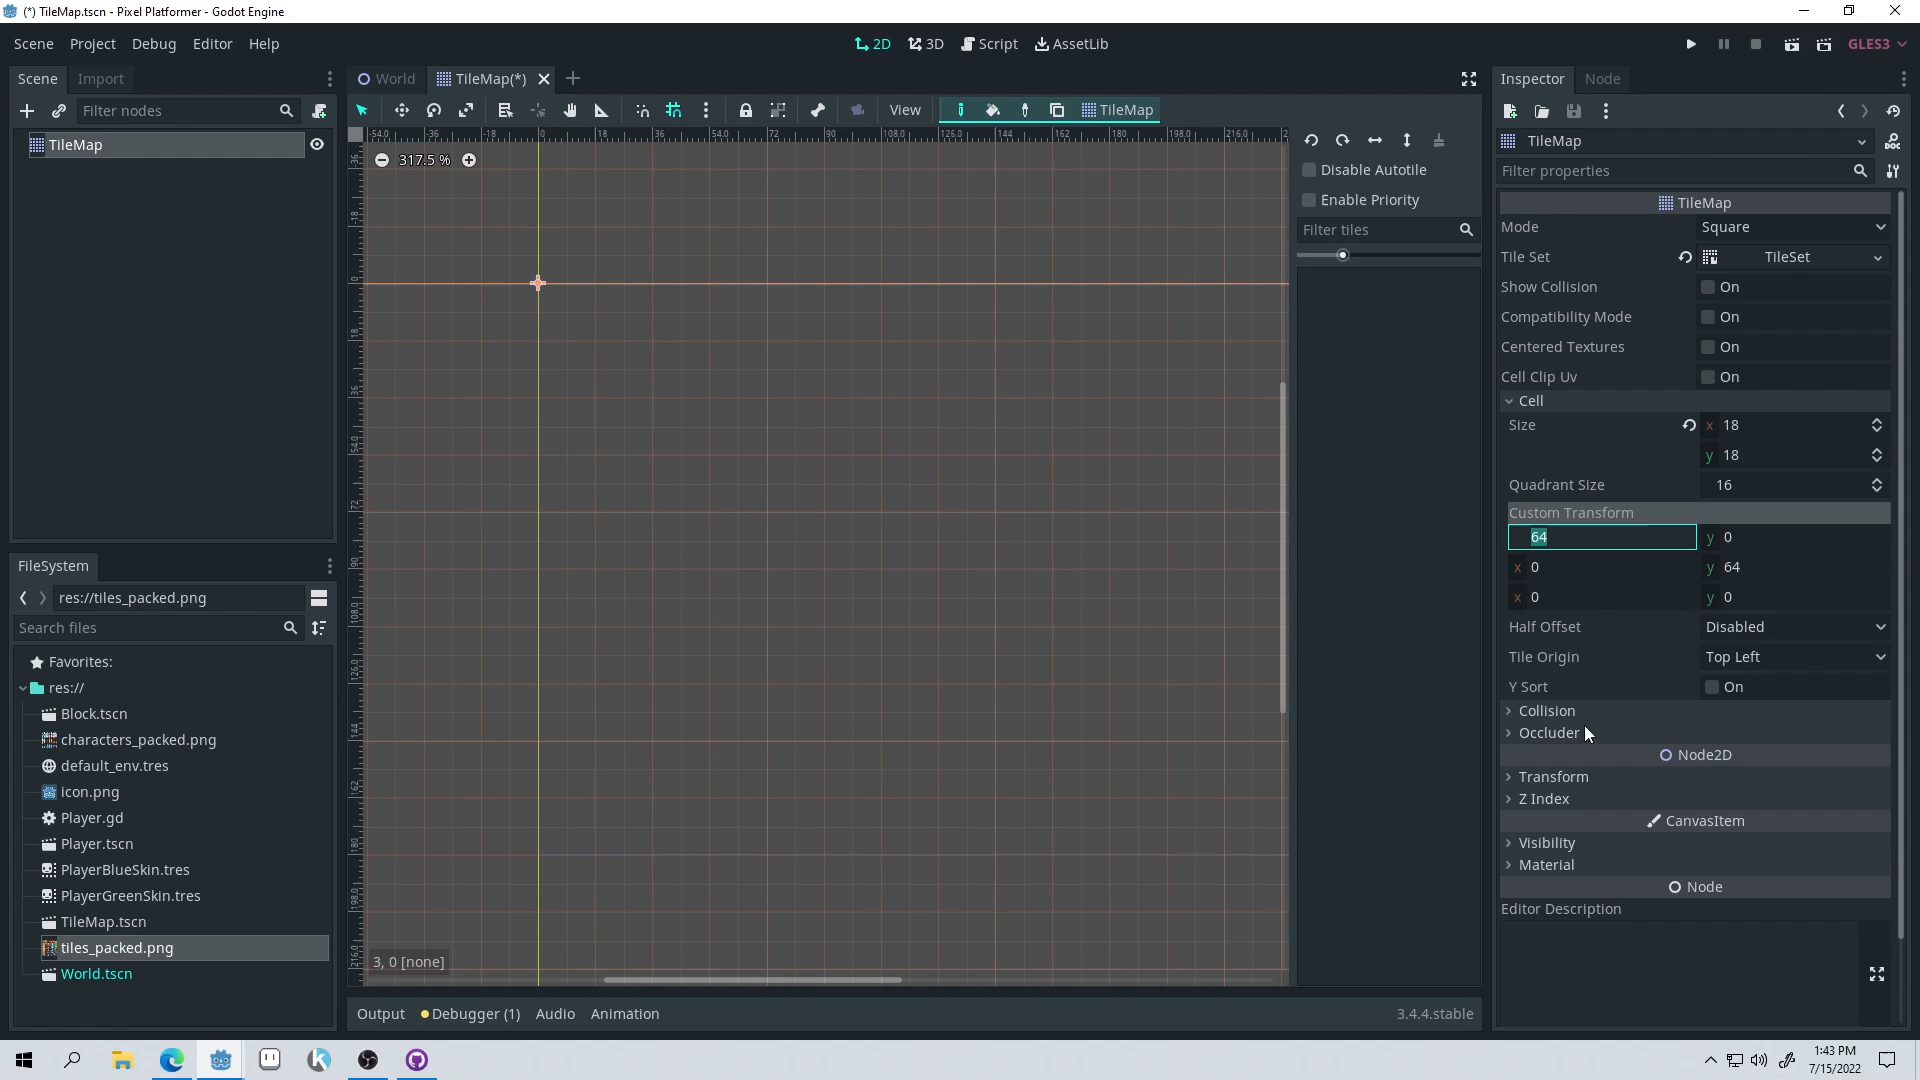 (*) TileMap.tscn - Pixel Platformer - Godot Engine
Scene Project Debug Editor Help
2D 3D Script AssetLib
GLES3
Scene Import
World TileMap(*)
Inspector Node
Filter nodes
View TileMap
TileMap
TileMap
317.5 %
Disable Autotile
Enable Priority
Filter tiles
3, 0 [none]
Filter properties
TileMap
Mode Square
Tile Set TileSet
Show Collision On
Compatibility Mode On
Centered Textures On
Cell Clip Uv On
Cell
Size x 18
y 18
Quadrant Size 16
Custom Transform
64 y 0
x 0 y 64
x 0 y 0
Half Offset Disabled
Tile Origin Top Left
Y Sort On
Collision
Occluder
Node2D
Transform
Z Index
CanvasItem
Visibility
Material
Node
Editor Description
FileSystem
res://tiles_packed.png
Search files
Favorites:
res://
Block.tscn
characters_packed.png
default_env.tres
icon.png
Player.gd
Player.tscn
PlayerBlueSkin.tres
PlayerGreenSkin.tres
TileMap.tscn
tiles_packed.png
World.tscn
Output Debugger (1) Audio Animation 3.4.4.stable
1:43 PM
7/15/2022